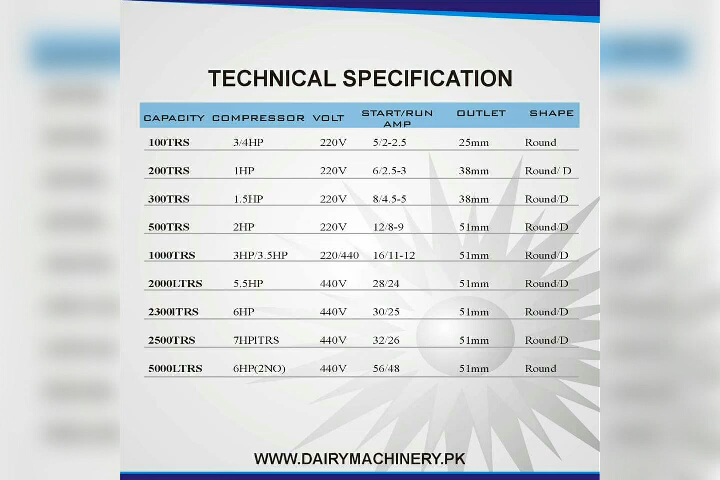 TECHNICAL SPECIFICATION
CAPACITY COMPRESSOR VOLT START/RUN AMP OUTLET SHAPE
100TRS 3/4HP 220V 5/2-2.5 25mm Round
200TRS 1HP 220V 6/2.5-3 38mm Round/ D
300TRS 1.5HP 220V 8/4.5-5 38mm Round/D
500TRS 2HP 220V 12/8-9 51mm Round/D
1000TRS 3HP/3.5HP 220/440 16/11-12 51mm Round/D
2000LTRS 5.5HP 440V 28/24 51mm Round/D
2300lTRS 6HP 440V 30/25 51mm Round/D
2500TRS 7HPlTRS 440V 32/26 51mm Round/D
5000LTRS 6HP(2NO) 440V 56/48 51mm Round
WWW.DAIRYMACHINERY.PK